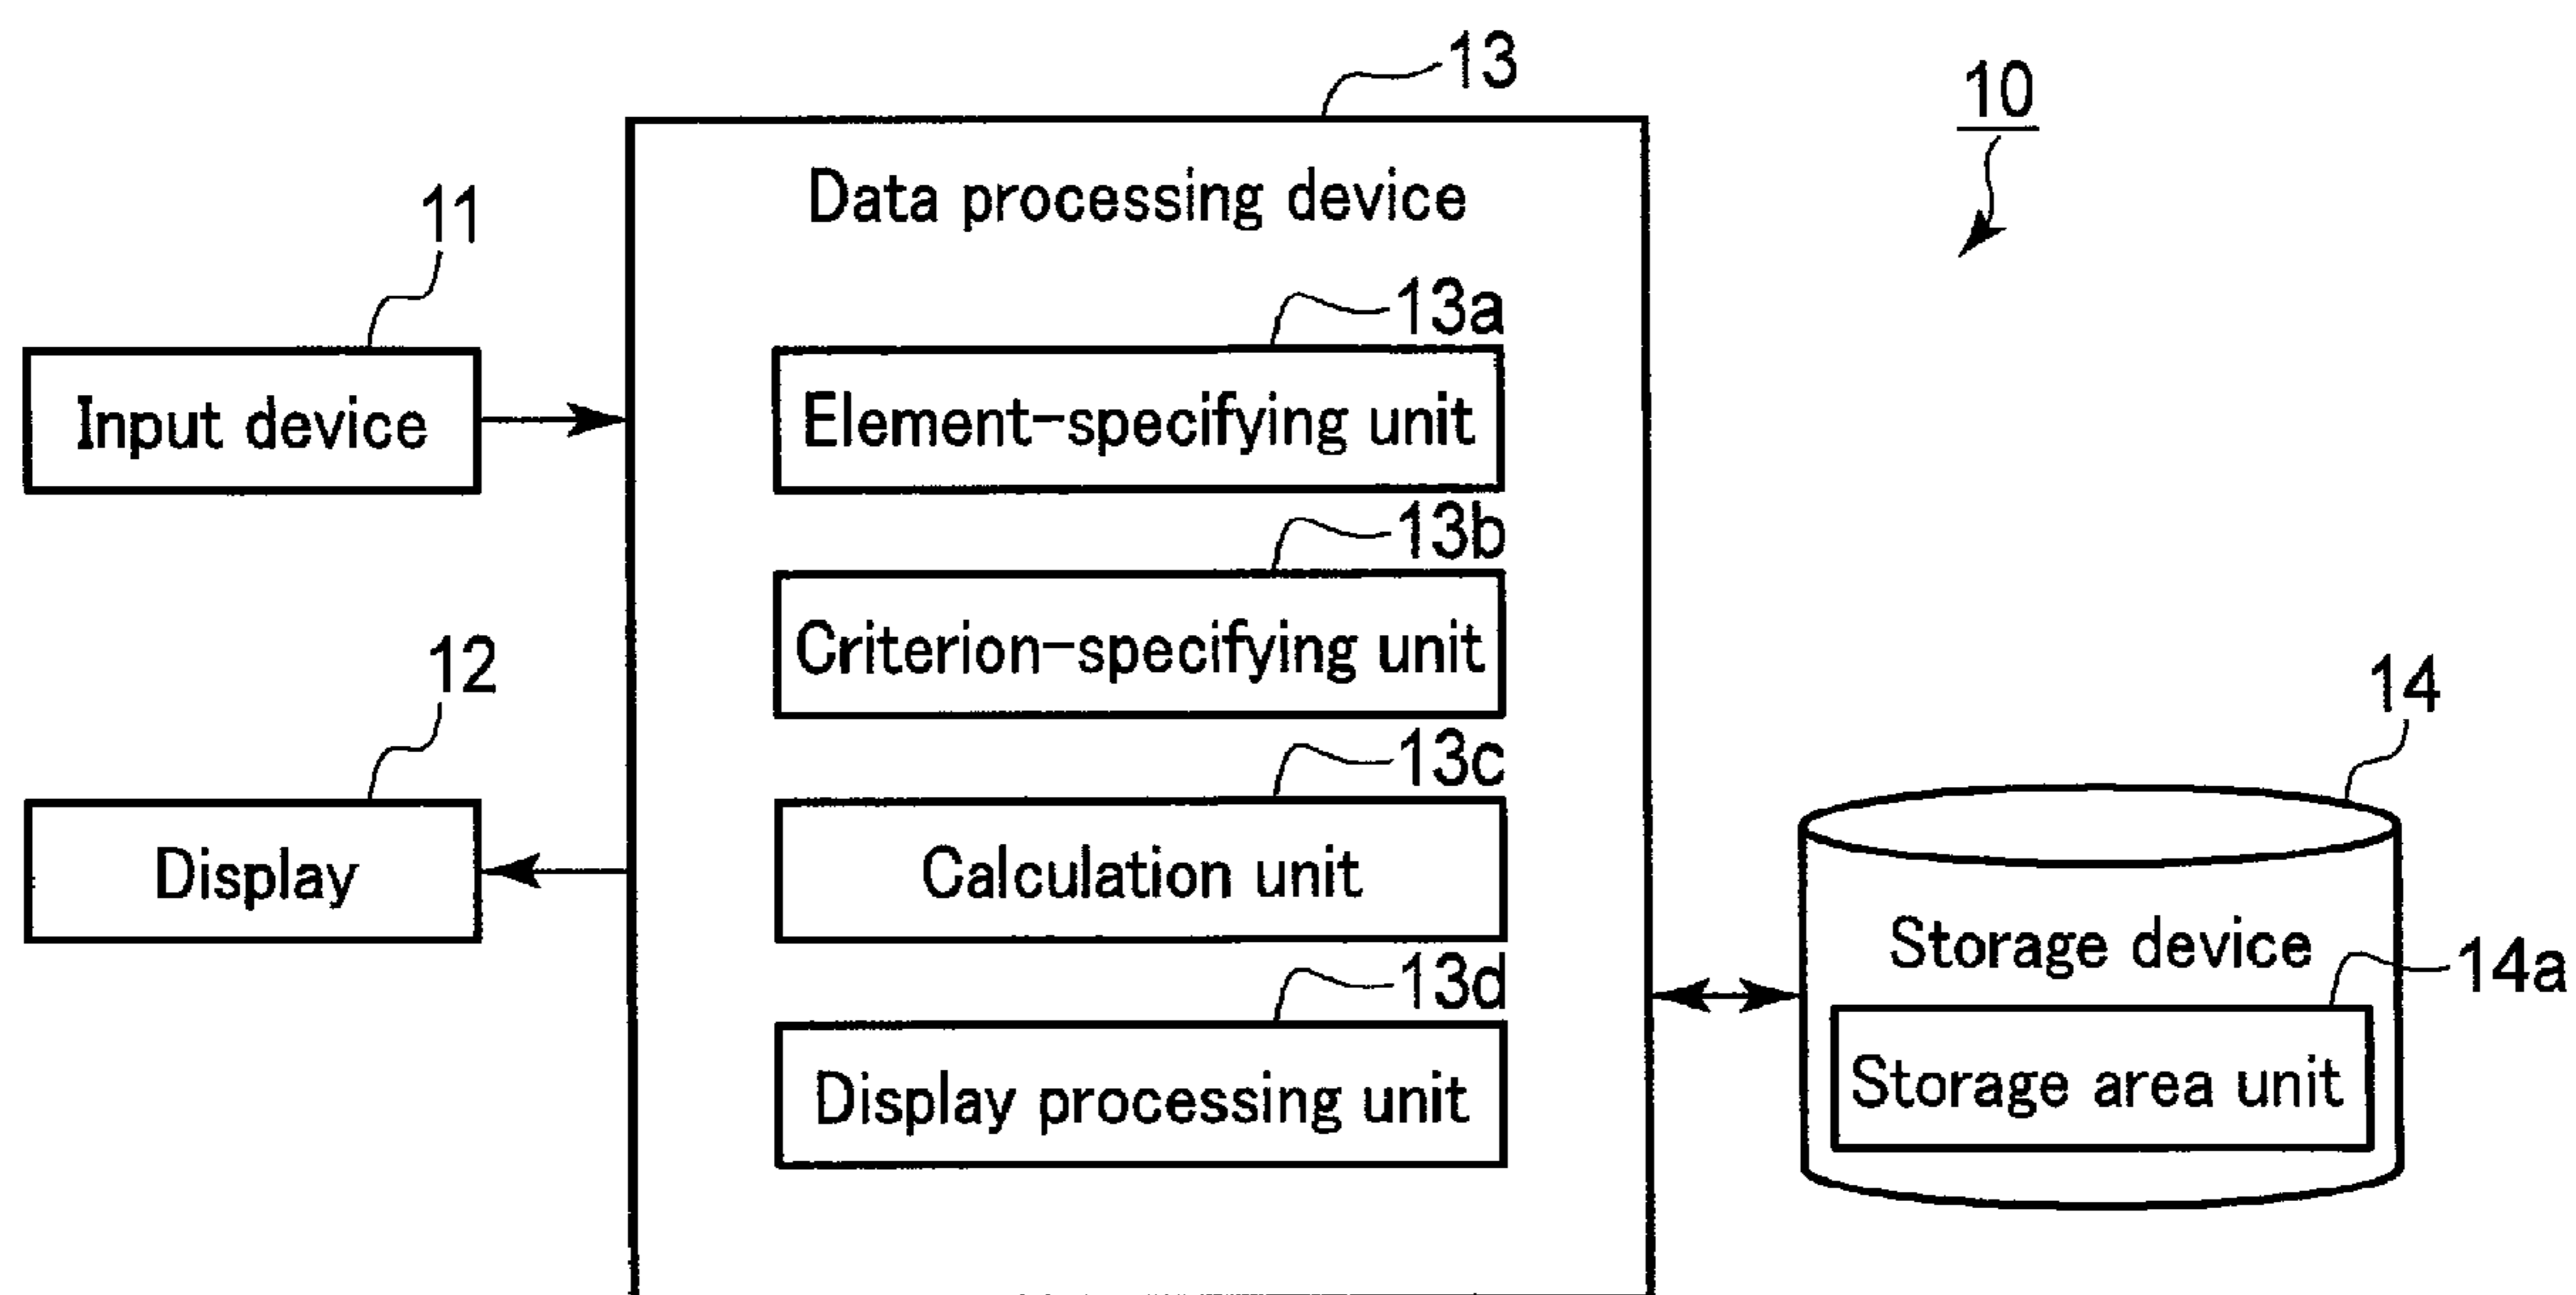 13
10
Data processing device
11
13a
Input device
Element-specifying unit
13b
Criterion-specifying unit
12
14
13c
Display
Calculation unit
Storage device
13d
14a
Display processing unit
Storage area unit